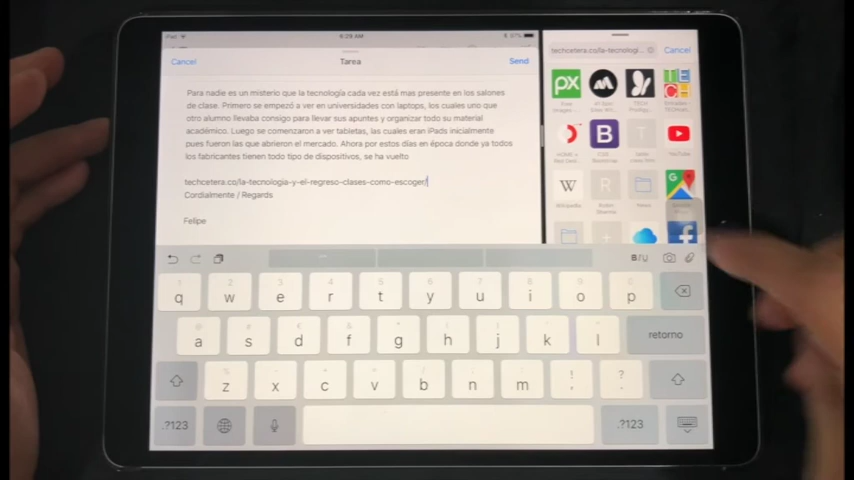 iPad
6:29 AM
97%
Cancel
Tarea
Send
Para nadie es un misterio que la tecnología cada vez está mas presente en los salones
de clase. Primero se empezó a ver en universidades con laptops, los cuales uno que
otro alumno llevaba consigo para llevar sus apuntes y organizar todo su material
académico. Luego se comenzaron a ver tabletas, las cuales eran iPads inicialmente
pues fueron las que abrieron el mercado. Ahora por estos días en época donde ya todos
los fabricantes tienen todo tipo de dispositivos, se ha vuelto
techcetera.co/la-tecnologia-y-el-regreso-clases-como-escoger/
Cordialmente / Regards
Felipe
techcetera.co/la-tecnologi...
Cancel
px
TECH
B
T
YouTube
W
R
G
Wikipedia
News
f
BIU
q w e r t y u i o p
a s d f g h j k l
retorno
z x c v b n m ! , ? .
.?123
.?123